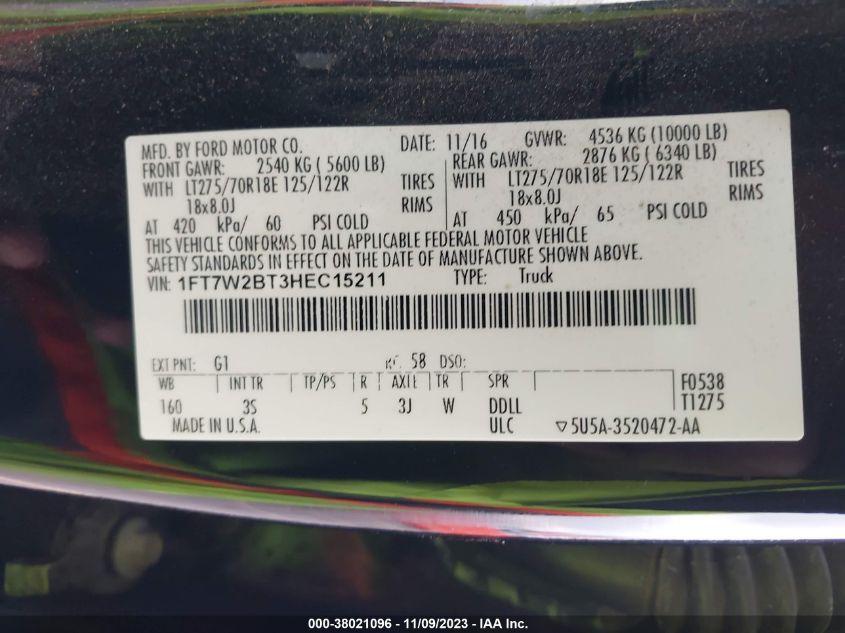 MFD. BY FORD MOTOR CO. DATE: 11/16 GVWR: 4536 KG (10000 LB)
FRONT GAWR: 2540 KG ( 5600 LB) REAR GAWR: 2876 KG ( 6340 LB)
WITH LT275/70R18E 125/122R TIRES WITH LT275/70R18E 125/122R TIRES
18x8.0J RIMS 18x8.0J RIMS
AT 420 kPa/ 60 PSI COLD AT 450 kPa/ 65 PSI COLD
THIS VEHICLE CONFORMS TO ALL APPLICABLE FEDERAL MOTOR VEHICLE
SAFETY STANDARDS IN EFFECT ON THE DATE OF MANUFACTURE SHOWN ABOVE.
VIN: 1FT7W2BT3HEC15211 TYPE: Truck
EXT PNT: G1 58 DSO:
WB INT TR TP/PS R AXLE TR SPR F0538
160 3S 5 3J W DDLL T1275
MADE IN U.S.A. ULC ▽5U5A-3520472-AA
000-38021096 - 11/09/2023 - IAA Inc.